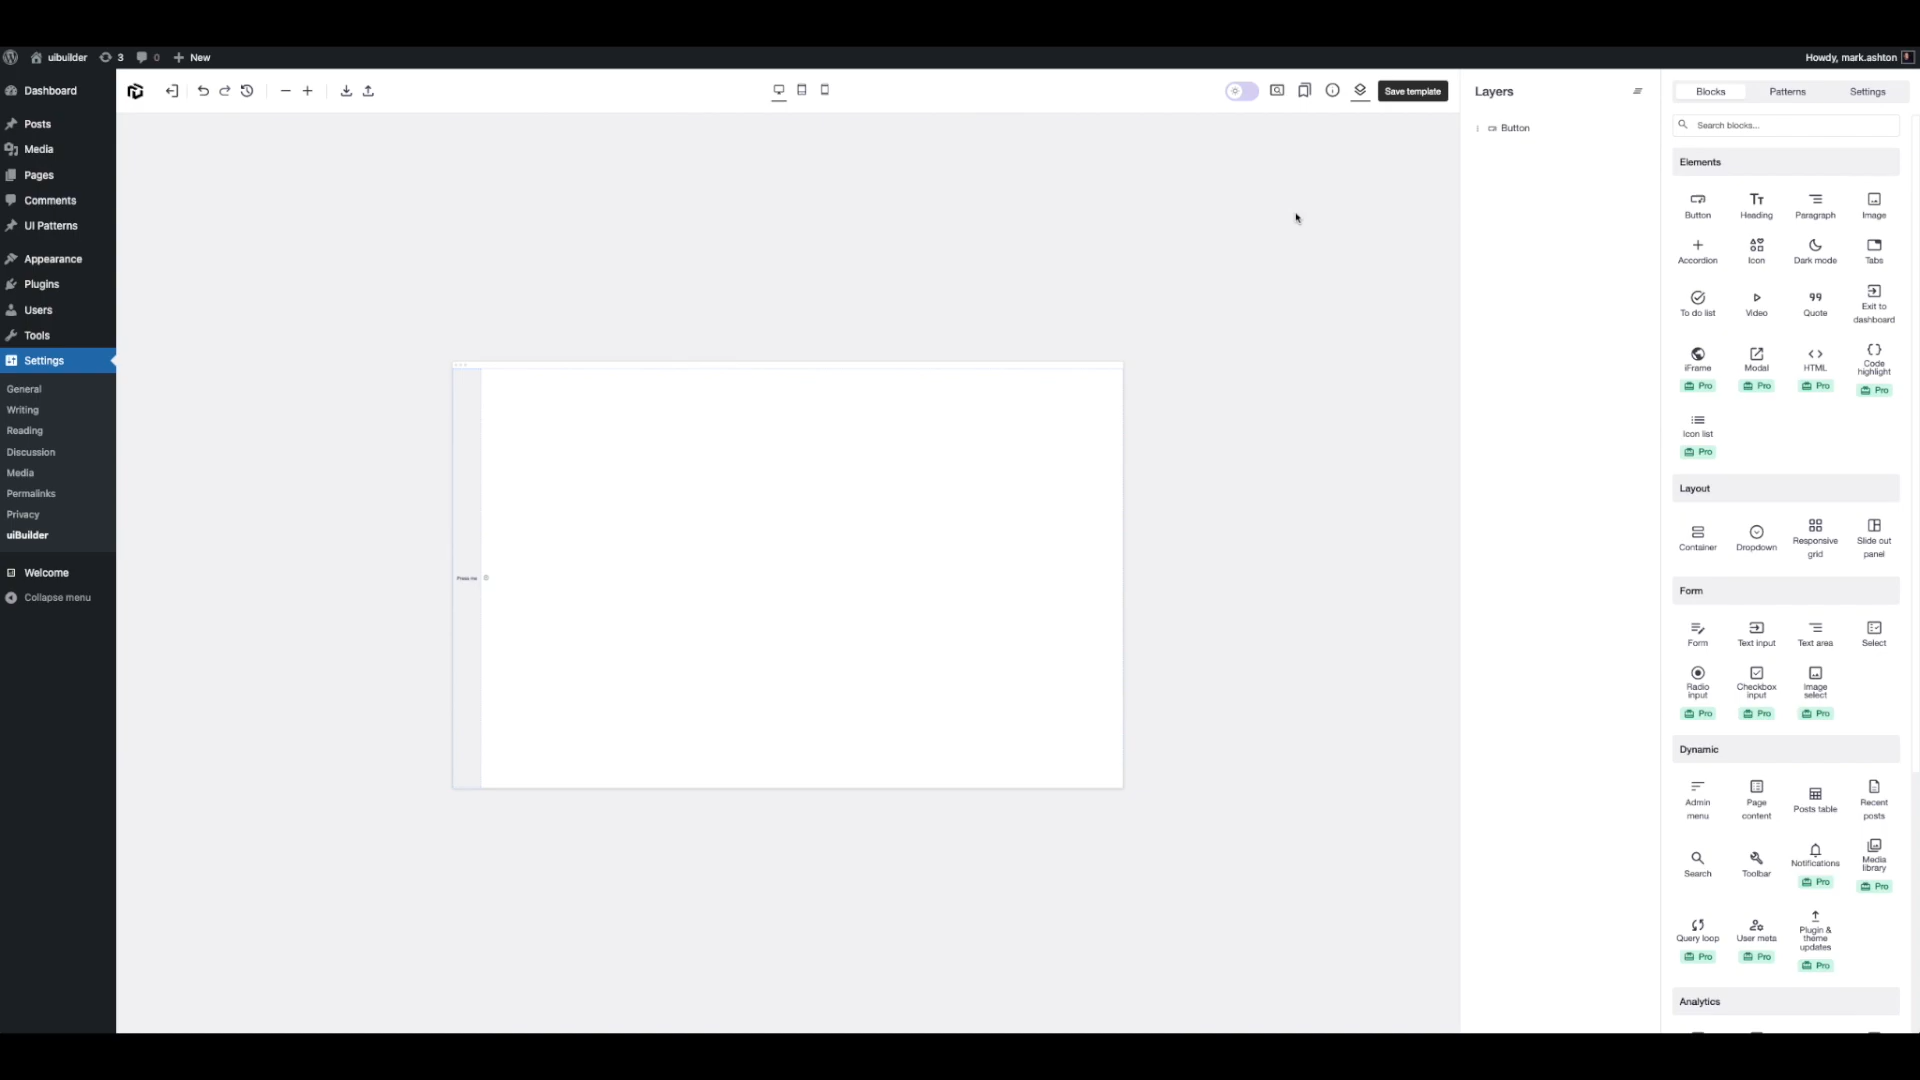 uibuilder
3
0
New
Howdy, mark.ashton
Dashboard
Posts
Media
Pages
Comments
UI Patterns
Appearance
Plugins
Users
Tools
Settings
General
Writing
Reading
Discussion
Media
Permalinks
Privacy
uiBuilder
Welcome
Collapse menu
Save template
Press me
Layers
Button
Blocks
Patterns
Settings
Search blocks...
Elements
Button
Heading
Paragraph
Image
Accordion
Icon
Dark mode
Tabs
To do list
Video
Quote
Exit to
dashboard
iFrame
Pro
Modal
Pro
HTML
Pro
Code
highlight
Pro
Icon list
Pro
Layout
Container
Dropdown
Responsive
grid
Slide out
panel
Form
Form
Text input
Text area
Select
Radio
input
Pro
Checkbox
input
Pro
Image
select
Pro
Dynamic
Admin
menu
Page
content
Posts table
Recent
posts
Search
Toolbar
Notifications
Pro
Media
library
Pro
Query loop
Pro
User meta
Pro
Plugin &
theme
updates
Pro
Analytics